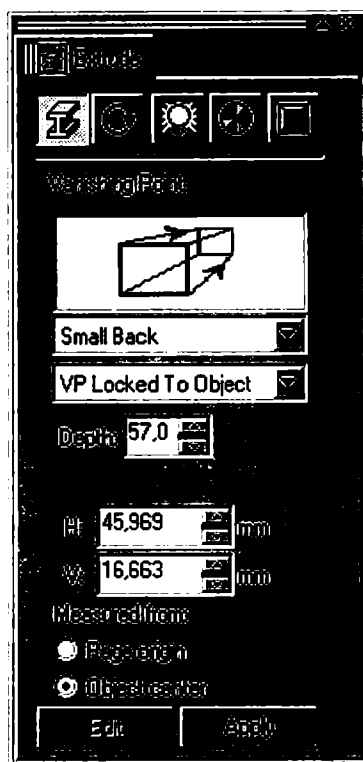 Extrude
Vanishing Point
Small Back
VP Locked To Object
Depth: 57,0
H: 45,969 mm
V: 16,663 mm
Measured from:
Page origin
Object center
Edit Apply